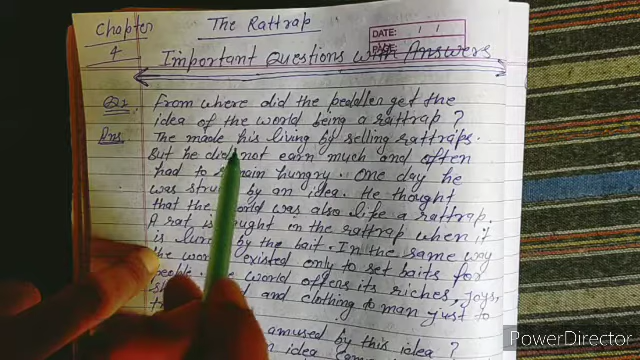 Chapter
4
The Rattrap
DATE: / /
PAGE:
Important Questions with Answers
Q1. From where did the peddler get the
idea of the world being a rattrap ?
Ans. The made his living by selling rattraps.
But he did not earn much and often
had to remain hungry. One day he
was struck by an idea. He thought
that the world was also like a rattrap.
A rat is caught in the rattrap when it
is lured by the bait. In the same way
the world existed only to set baits for
people. The world offers its riches, joys,
and clothing to man just to
amused by this idea ?
idea
PowerDirector